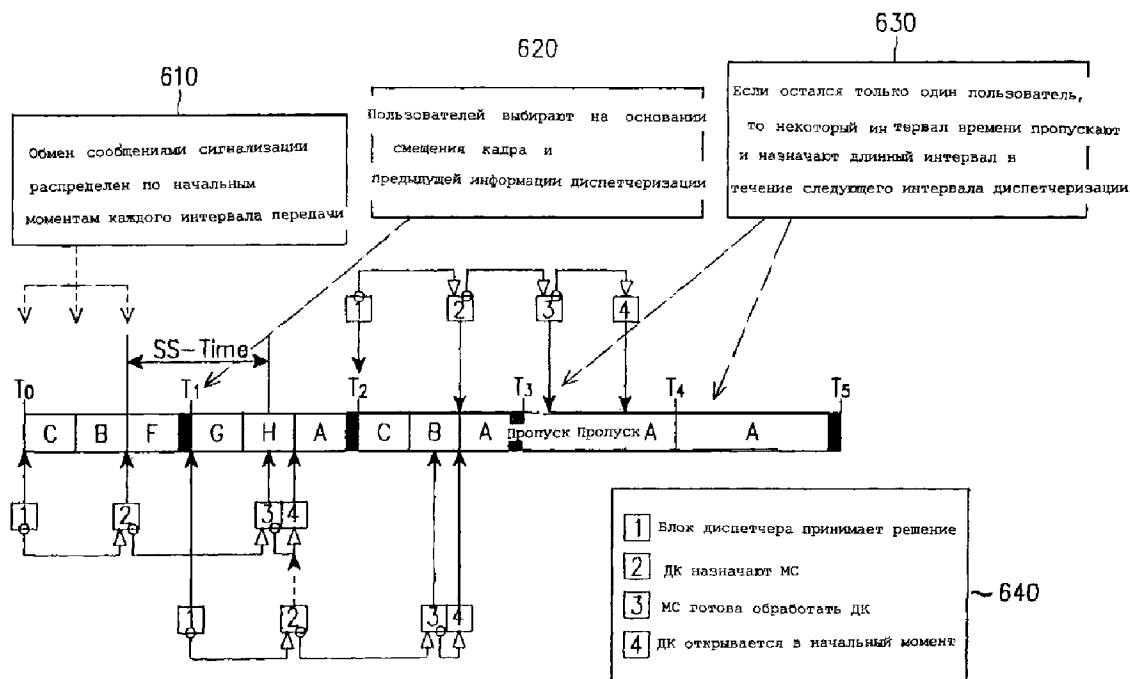 610
620
630
Обмен сообщениями сигнализации
распределен по начальным
моментам каждого интервала передачи
Пользователей выбирают на основании
смещения кадра и
предыдущей информации диспетчеризации
Если остался только один пользователь,
то некоторый ин тервал времени пропускают
и назначают длинный интервал в
течение следующего интервала диспетчеризации
1 2 3 4
SS-Time
T0 T1 T2 T3 T4 T5
C B F G H A C B A Пропуск Пропуск A A
1 2 3 4
1 2 3 4
1 Блок диспетчера принимает решение
2 ДК назначают МС
3 МС готова обработать ДК
4 ДК открывается в начальный момент
640